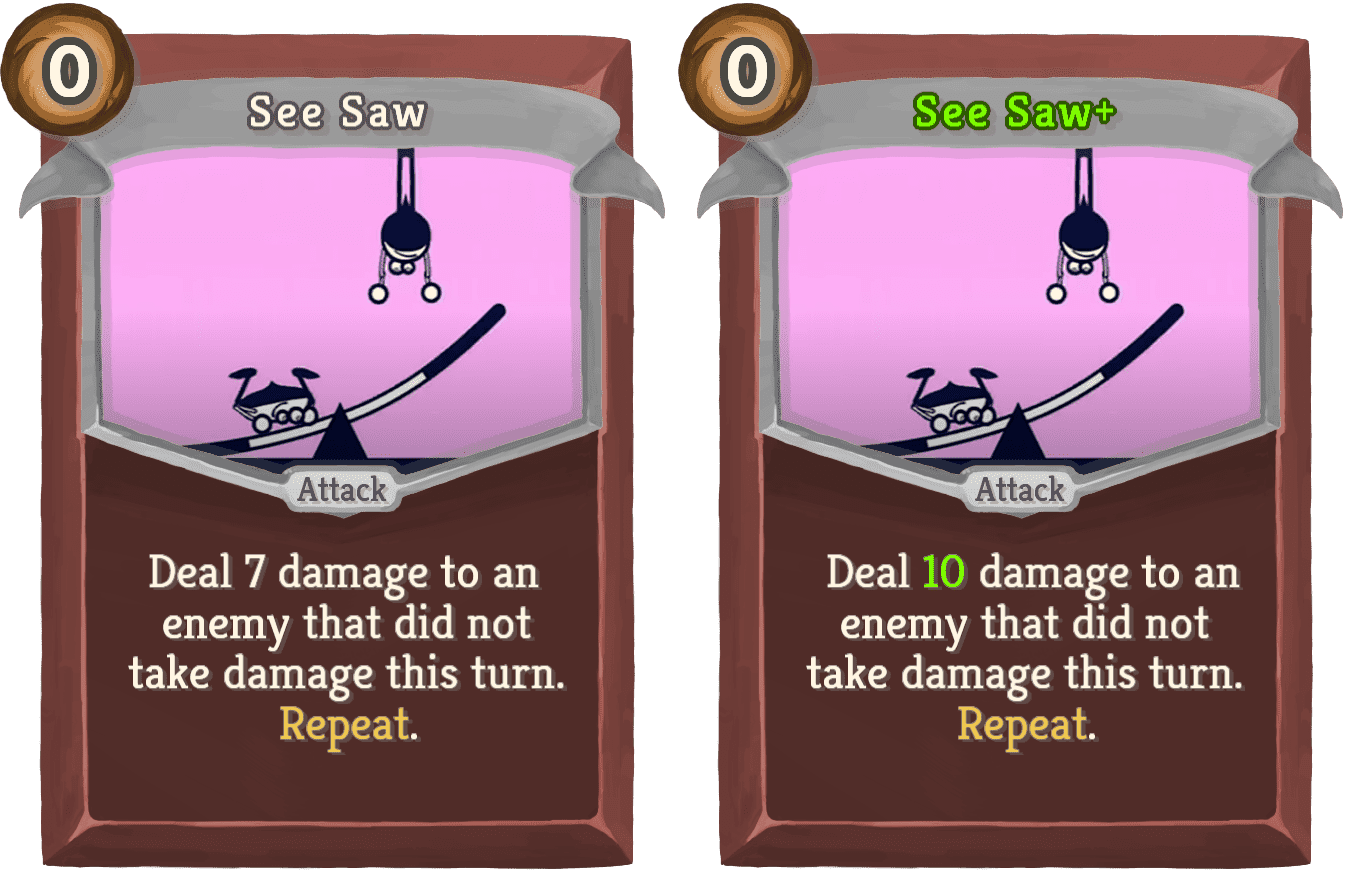 0
See Saw
Attack
Deal 7 damage to an
enemy that did not
take damage this turn.
Repeat.
0
See Saw+
Attack
Deal 10 damage to an
enemy that did not
take damage this turn.
Repeat.